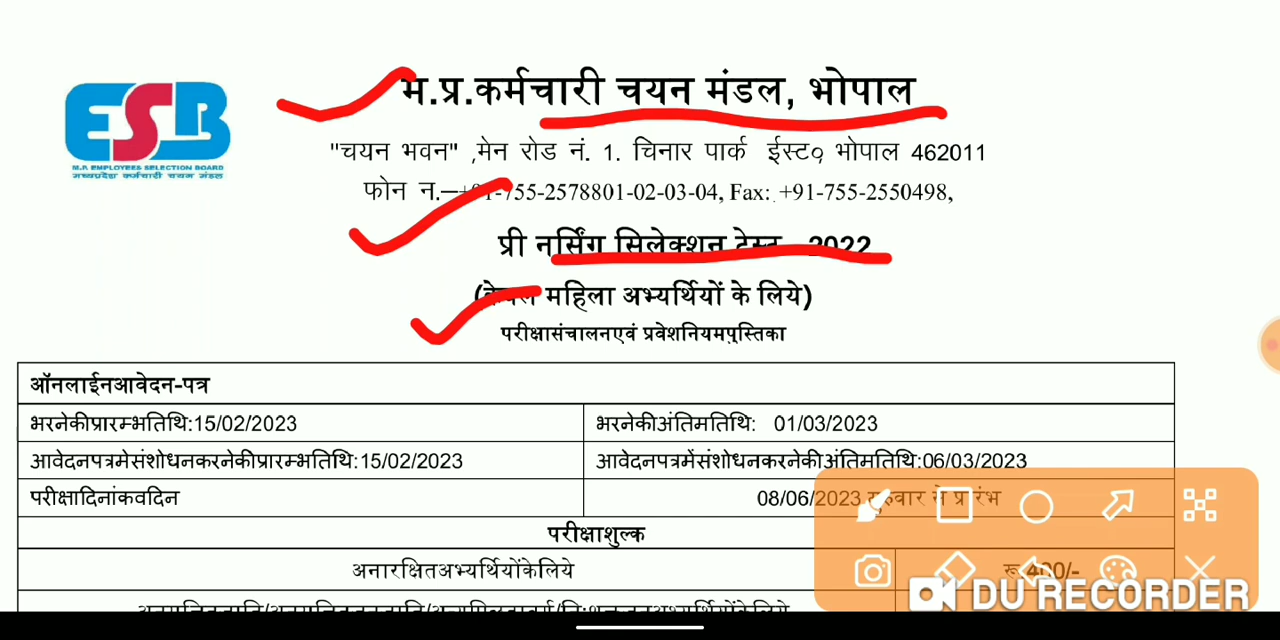 ESB
M.P. EMPLOYEES SELECTION BOARD
मध्यप्रदेश कर्मचारी चयन मंडल
म.प्र.कर्मचारी चयन मंडल, भोपाल
"चयन भवन" ,मेन रोड नं. 1. चिनार पार्क ईस्टo भोपाल 462011
फोन न.–+91-755-2578801-02-03-04, Fax: +91-755-2550498,
प्री नर्सिंग सिलेक्शन टेस्ट 2022
(केवल महिला अभ्यर्थियों के लिये)
परीक्षासंचालनएवं प्रवेशनियमपुस्तिका
ऑनलाईनआवेदन-पत्र
भरनेकीप्रारम्भतिथि:15/02/2023 भरनेकीअंतिमतिथि: 01/03/2023
आवेदनपत्रमेसंशोधनकरनेकीप्रारम्भतिथि:15/02/2023 आवेदनपत्रमेंसंशोधनकरनेकीअंतिमतिथि:06/03/2023
परीक्षादिनांकवदिन 08/06/2023 गुरुवार से प्रारंभ
परीक्षाशुल्क
अनारक्षितअभ्यर्थियोंकेलिये रू 400/-
DU RECORDER